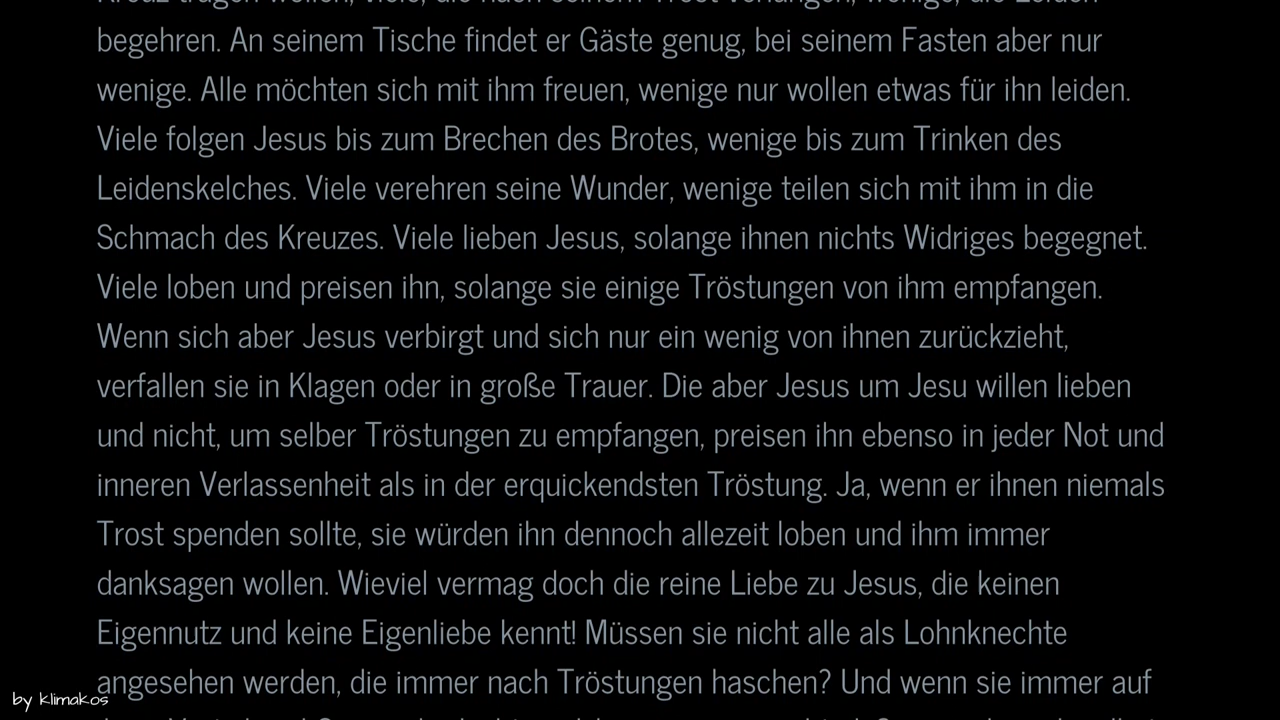 begehren. An seinem Tische findet er Gäste genug, bei seinem Fasten aber nur
wenige. Alle möchten sich mit ihm freuen, wenige nur wollen etwas für ihn leiden.
Viele folgen Jesus bis zum Brechen des Brotes, wenige bis zum Trinken des
Leidenskelches. Viele verehren seine Wunder, wenige teilen sich mit ihm in die
Schmach des Kreuzes. Viele lieben Jesus, solange ihnen nichts Widriges begegnet.
Viele loben und preisen ihn, solange sie einige Tröstungen von ihm empfangen.
Wenn sich aber Jesus verbirgt und sich nur ein wenig von ihnen zurückzieht,
verfallen sie in Klagen oder in große Trauer. Die aber Jesus um Jesu willen lieben
und nicht, um selber Tröstungen zu empfangen, preisen ihn ebenso in jeder Not und
inneren Verlassenheit als in der erquickendsten Tröstung. Ja, wenn er ihnen niemals
Trost spenden sollte, sie würden ihn dennoch allezeit loben und ihm immer
danksagen wollen. Wieviel vermag doch die reine Liebe zu Jesus, die keinen
Eigennutz und keine Eigenliebe kennt! Müssen sie nicht alle als Lohnknechte
angesehen werden, die immer nach Tröstungen haschen? Und wenn sie immer auf
by klimakos